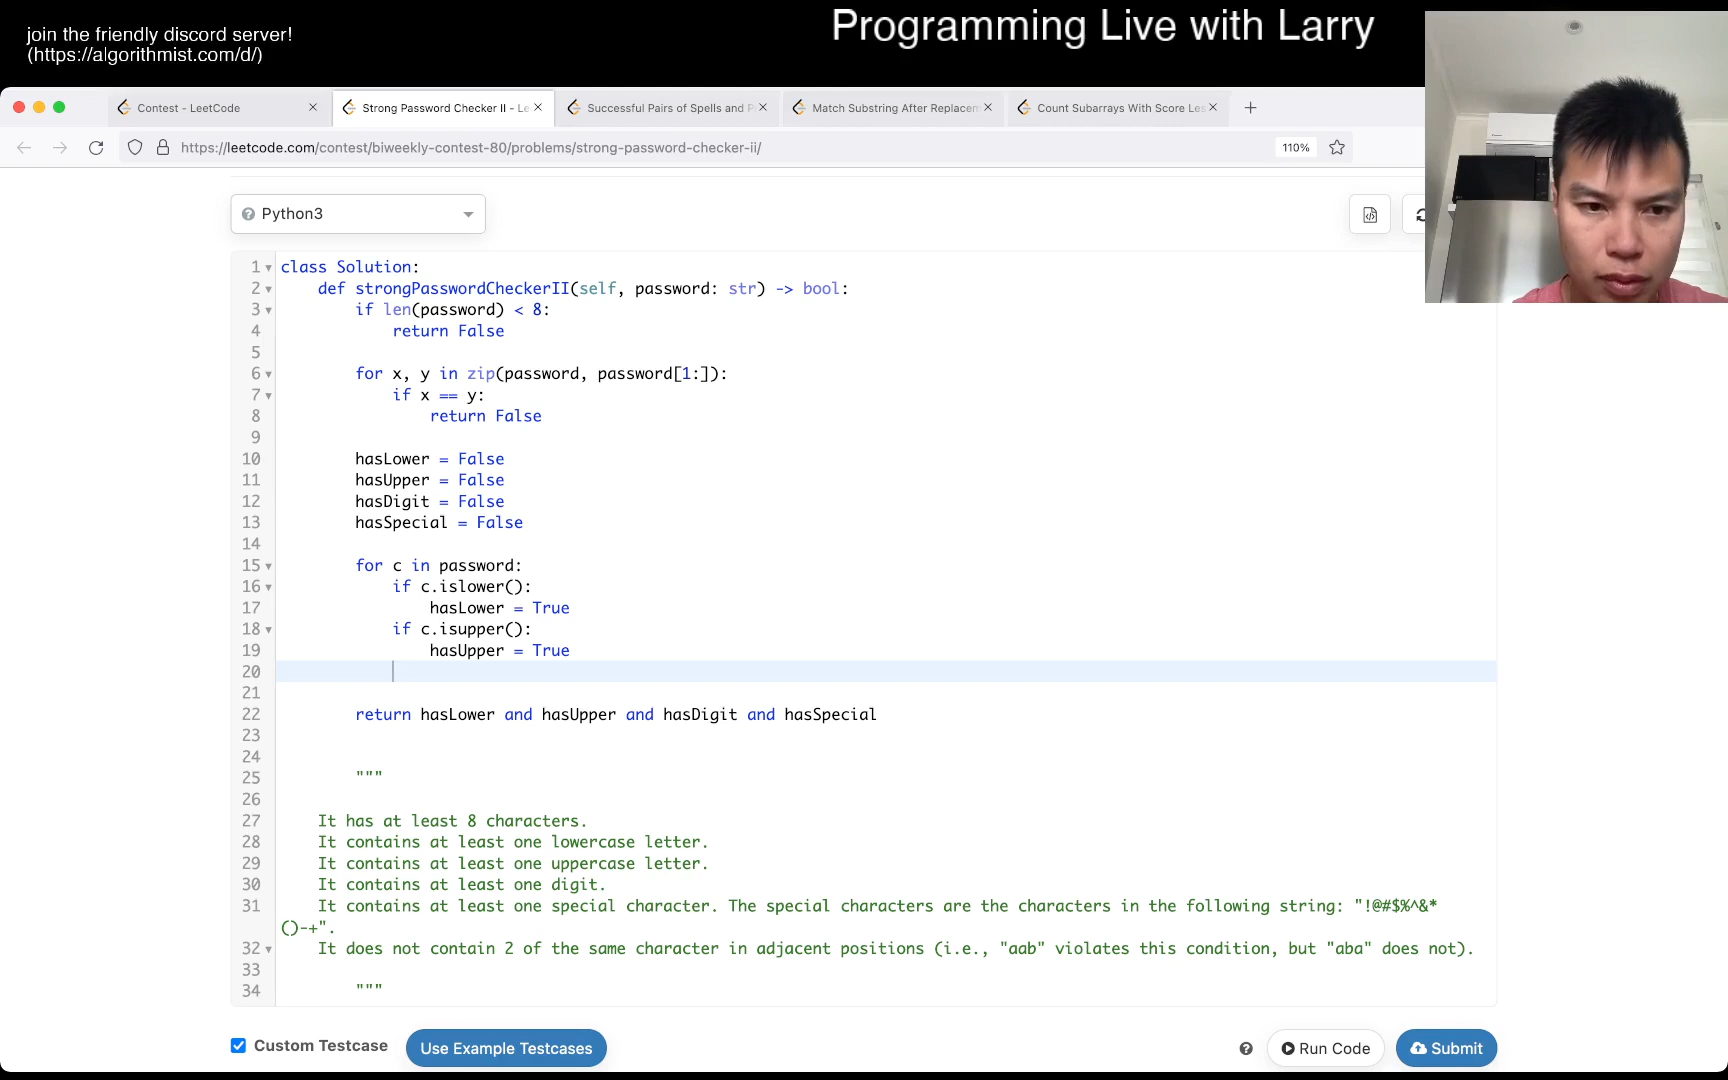 join the friendly discord server!
(https://algorithmist.com/d/)
Programming Live with Larry
Contest - LeetCode
Strong Password Checker II - Le
Successful Pairs of Spells and P
Match Substring After Replacem
Count Subarrays With Score Les
https://leetcode.com/contest/biweekly-contest-80/problems/strong-password-checker-ii/
110%
Python3
1 class Solution:
2 def strongPasswordCheckerII(self, password: str) -> bool:
3 if len(password) < 8:
4 return False
5
6 for x, y in zip(password, password[1:]):
7 if x == y:
8 return False
9
10 hasLower = False
11 hasUpper = False
12 hasDigit = False
13 hasSpecial = False
14
15 for c in password:
16 if c.islower():
17 hasLower = True
18 if c.isupper():
19 hasUpper = True
20
21
22 return hasLower and hasUpper and hasDigit and hasSpecial
23
24
25 """
26
27 It has at least 8 characters.
28 It contains at least one lowercase letter.
29 It contains at least one uppercase letter.
30 It contains at least one digit.
31 It contains at least one special character. The special characters are the characters in the following string: "!@#$%^&*
()-+".
32 It does not contain 2 of the same character in adjacent positions (i.e., "aab" violates this condition, but "aba" does not).
33
34 """
Custom Testcase
Use Example Testcases
Run Code
Submit